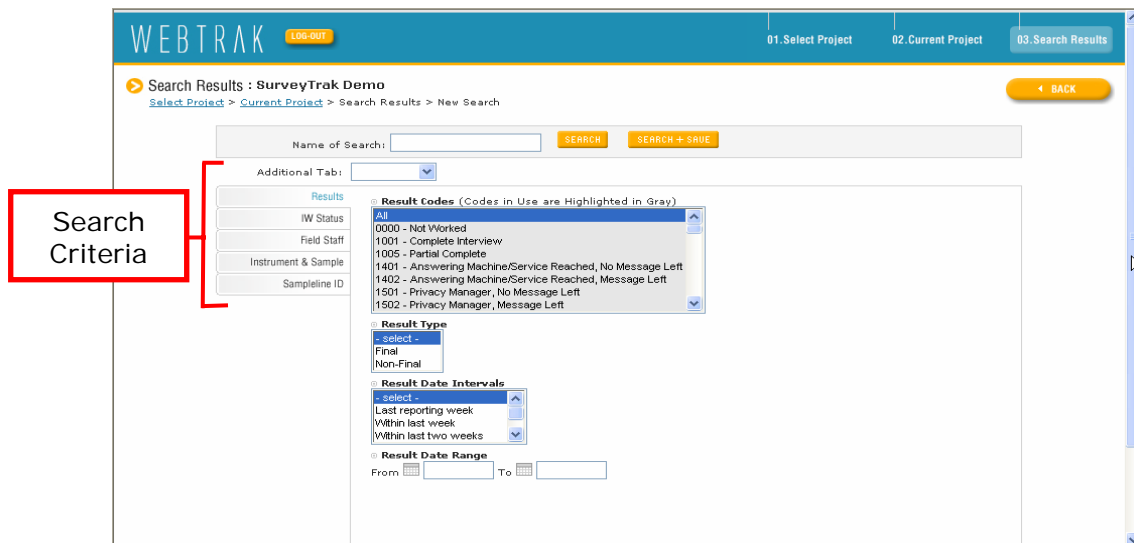 WEBTRAK LOG-OUT 01.Select Project 02.Current Project 03.Search Results
Search Results : SurveyTrak Demo
BACK
Select Project > Current Project > Search Results > New Search
Name of Search: SEARCH SEARCH + SAVE
Additional Tab:
Search Criteria
Results
IW Status
Field Staff
Instrument & Sample
Sampleline ID
Result Codes (Codes in Use are Highlighted in Gray)
All
0000 - Not Worked
1001 - Complete Interview
1005 - Partial Complete
1401 - Answering Machine/Service Reached, No Message Left
1402 - Answering Machine/Service Reached, Message Left
1501 - Privacy Manager, No Message Left
1502 - Privacy Manager, Message Left
Result Type
- select -
Final
Non-Final
Result Date Intervals
- select -
Last reporting week
Within last week
Within last two weeks
Result Date Range
From To